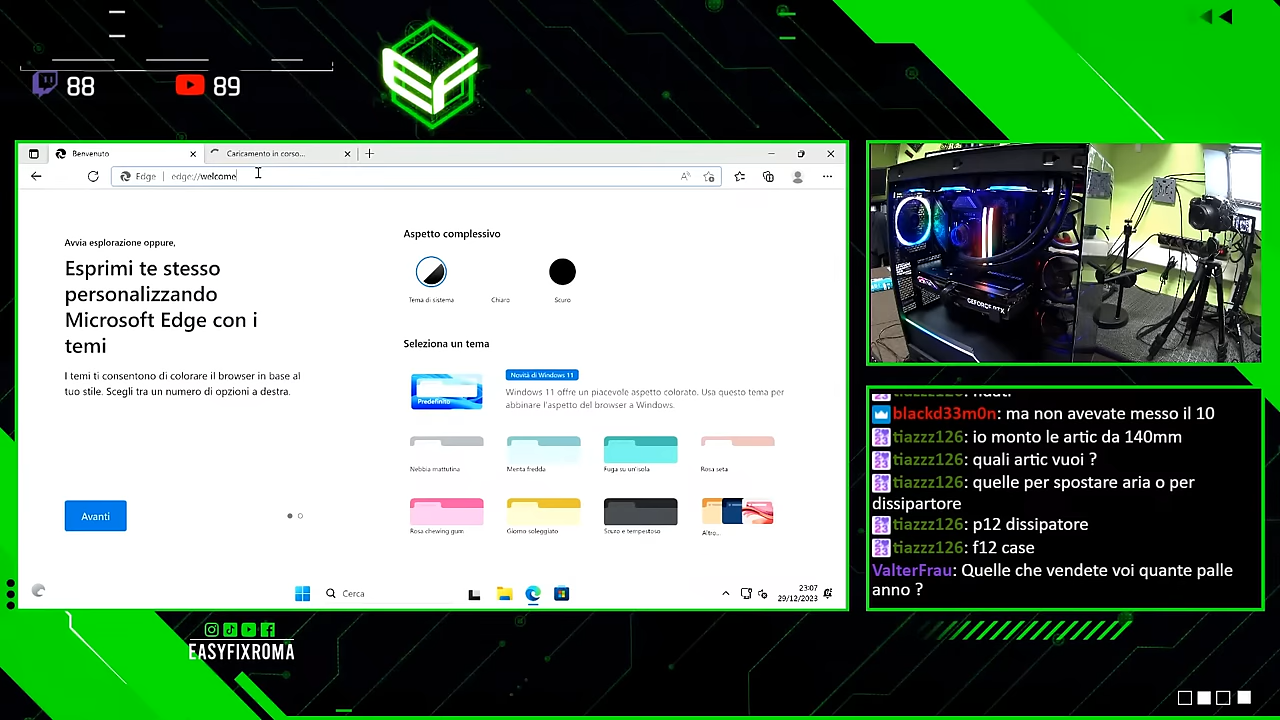 88
89
EF
Benvenuto
Caricamento in corso...
Edge
edge://welcome
Avvia esplorazione oppure,
Esprimi te stesso
personalizzando
Microsoft Edge con i
temi
I temi ti consentono di colorare il browser in base al
tuo stile. Scegli tra un numero di opzioni a destra.
Avanti
Aspetto complessivo
Tema di sistema
Chiaro
Scuro
Seleziona un tema
Predefinito
Novità di Windows 11
Windows 11 offre un piacevole aspetto colorato. Usa questo tema per
abbinare l'aspetto del browser a Windows.
Nebbia mattutina
Menta fredda
Fuga su un'isola
Rosa seta
Rosa chewing gum
Giorno soleggiato
Scuro e tempestoso
Altro...
Cerca
23:07
29/12/2023
GEFORCE RTX
blackd33m0n: ma non avevate messo il 10
tiazzz126: io monto le artic da 140mm
tiazzz126: quali artic vuoi ?
tiazzz126: quelle per spostare aria o per
dissipartore
tiazzz126: p12 dissipatore
tiazzz126: f12 case
ValterFrau: Quelle che vendete voi quante palle
anno ?
EASYFIXROMA